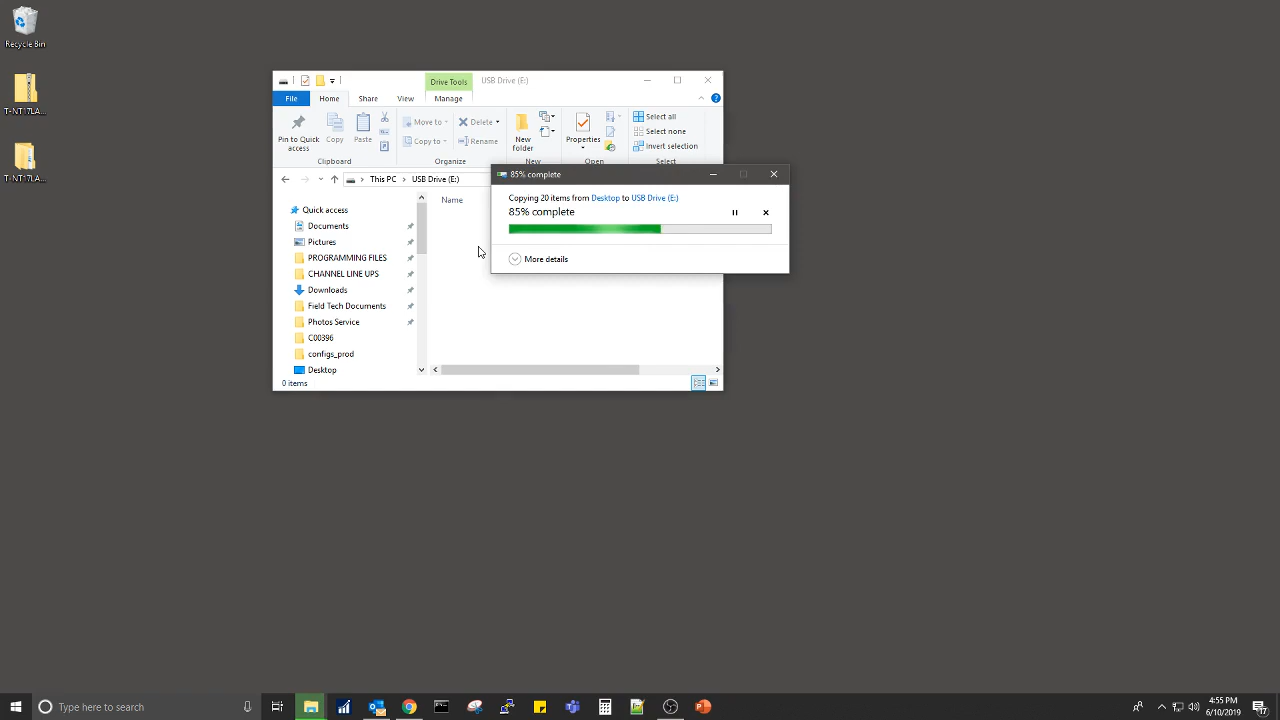 Recycle Bin
T-NT17LA...
T-NT17LA...
Drive Tools
USB Drive (E:)
File
Home
Share
View
Manage
Pin to Quick access
Copy
Paste
Move to
Copy to
Delete
Rename
New folder
Properties
Select all
Select none
Invert selection
Clipboard
Organize
New
Open
Select
This PC
USB Drive (E:)
Name
Quick access
Documents
Pictures
PROGRAMMING FILES
CHANNEL LINE UPS
Downloads
Field Tech Documents
Photos Service
C00396
configs_prod
Desktop
0 items
85% complete
Copying 20 items from Desktop to USB Drive (E:)
85% complete
More details
Type here to search
4:55 PM
6/10/2019